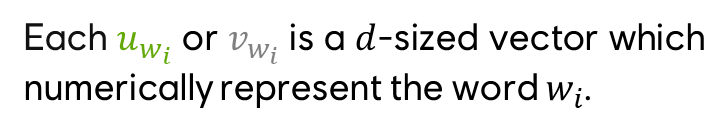 Each u_{w_i} or v_{w_i} is a d-sized vector which
numerically represent the word w_i.